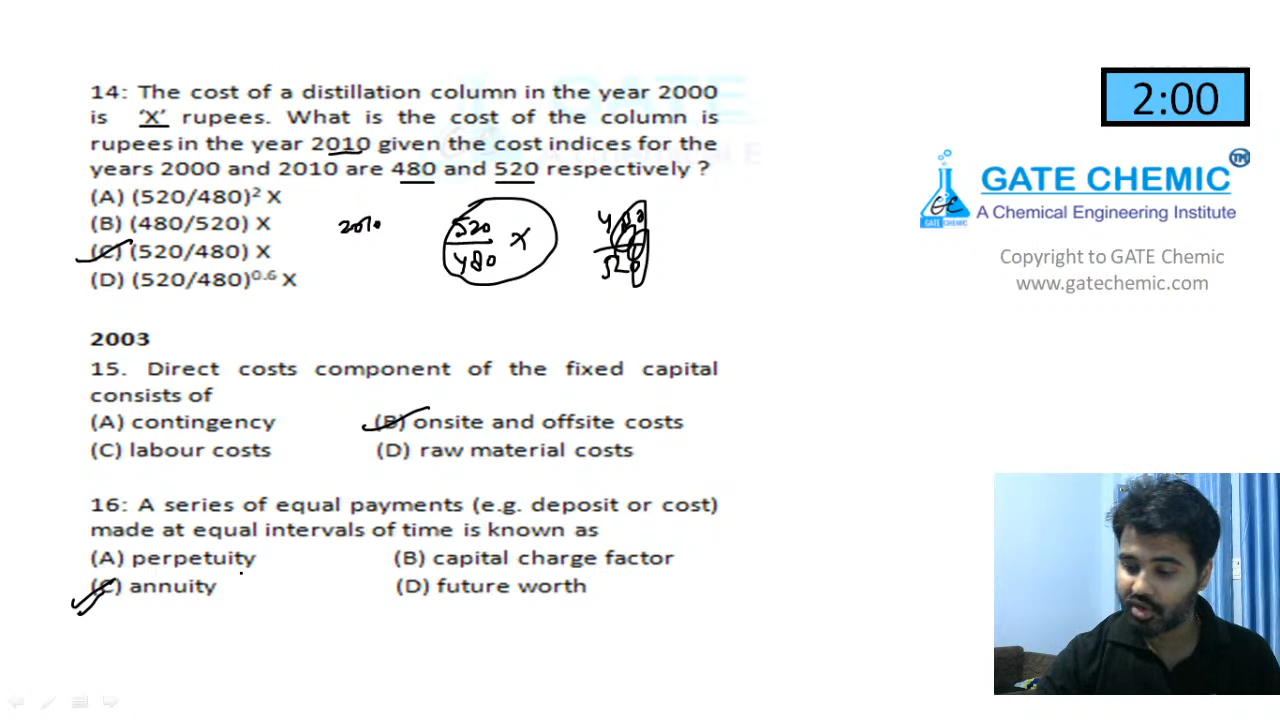 14: The cost of a distillation column in the year 2000
is 'X' rupees. What is the cost of the column is
rupees in the year 2010 given the cost indices for the
years 2000 and 2010 are 480 and 520 respectively ?
(A) (520/480)² X
(B) (480/520) X
(C) (520/480) X
(D) (520/480)^0.6 X
2010
520
480
X
480
520
2003
15. Direct costs component of the fixed capital
consists of
(A) contingency (B) onsite and offsite costs
(C) labour costs (D) raw material costs
16: A series of equal payments (e.g. deposit or cost)
made at equal intervals of time is known as
(A) perpetuity (B) capital charge factor
(C) annuity (D) future worth
2:00
TM
GATE CHEMIC
A Chemical Engineering Institute
GATE CHEMIC
Copyright to GATE Chemic
www.gatechemic.com